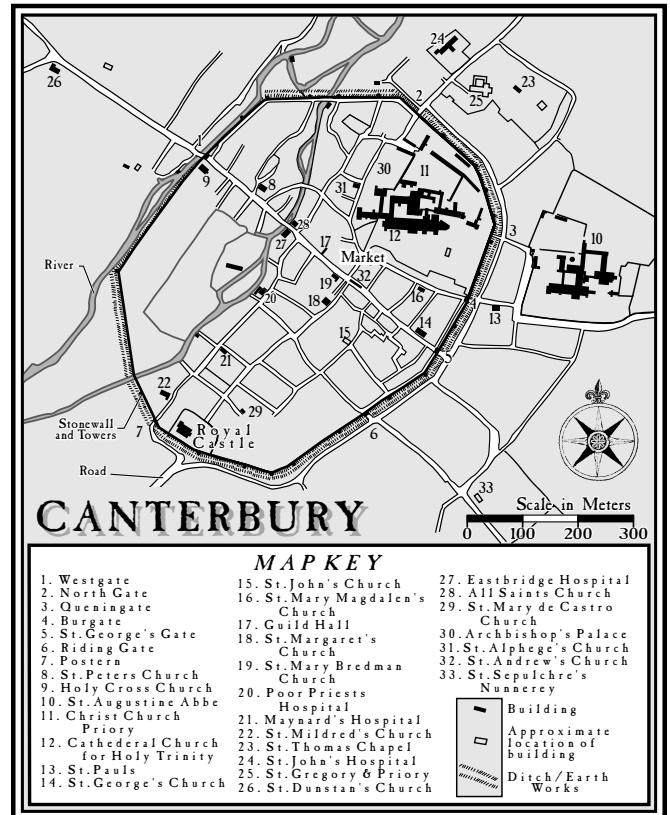 24
26
23
2
25
1
30
11
9
8
31
28
12
3
10
27
17
Market
River
19
32
20
18
16
13
15
14
21
5
22
29
Stonewall
and Towers
Royal
Castle
7
6
Road
33
CANTERBURY
Scale in Meters
0 100 200 300
MAPKEY
1. Westgate
2. North Gate
3. Queningate
4. Burgate
5. St.George's Gate
6. Riding Gate
7. Postern
8. St.Peters Church
9. Holy Cross Church
10. St.Augustine Abbe
11. Christ Church
Priory
12. Cathederal Church
for Holy Trinity
13. St.Pauls
14. St.George's Church
15. St.John's Church
16. St.Mary Magdalen's
Church
17. Guild Hall
18. St.Margaret's
Church
19. St.Mary Bredman
Church
20. Poor Priests
Hospital
21. Maynard's Hospital
22. St.Mildred's Church
23. St.Thomas Chapel
24. St.John's Hospital
25. St.Gregory & Priory
26. St.Dunstan's Church
27. Eastbridge Hospital
28. All Saints Church
29. St.Mary de Castro
Church
30. Archbishop's Palace
31. St.Alphege's Church
32. St.Andrew's Church
33. St.Sepulchre's
Nunnerey
Building
Approximate
location of
building
Ditch/Earth
Works